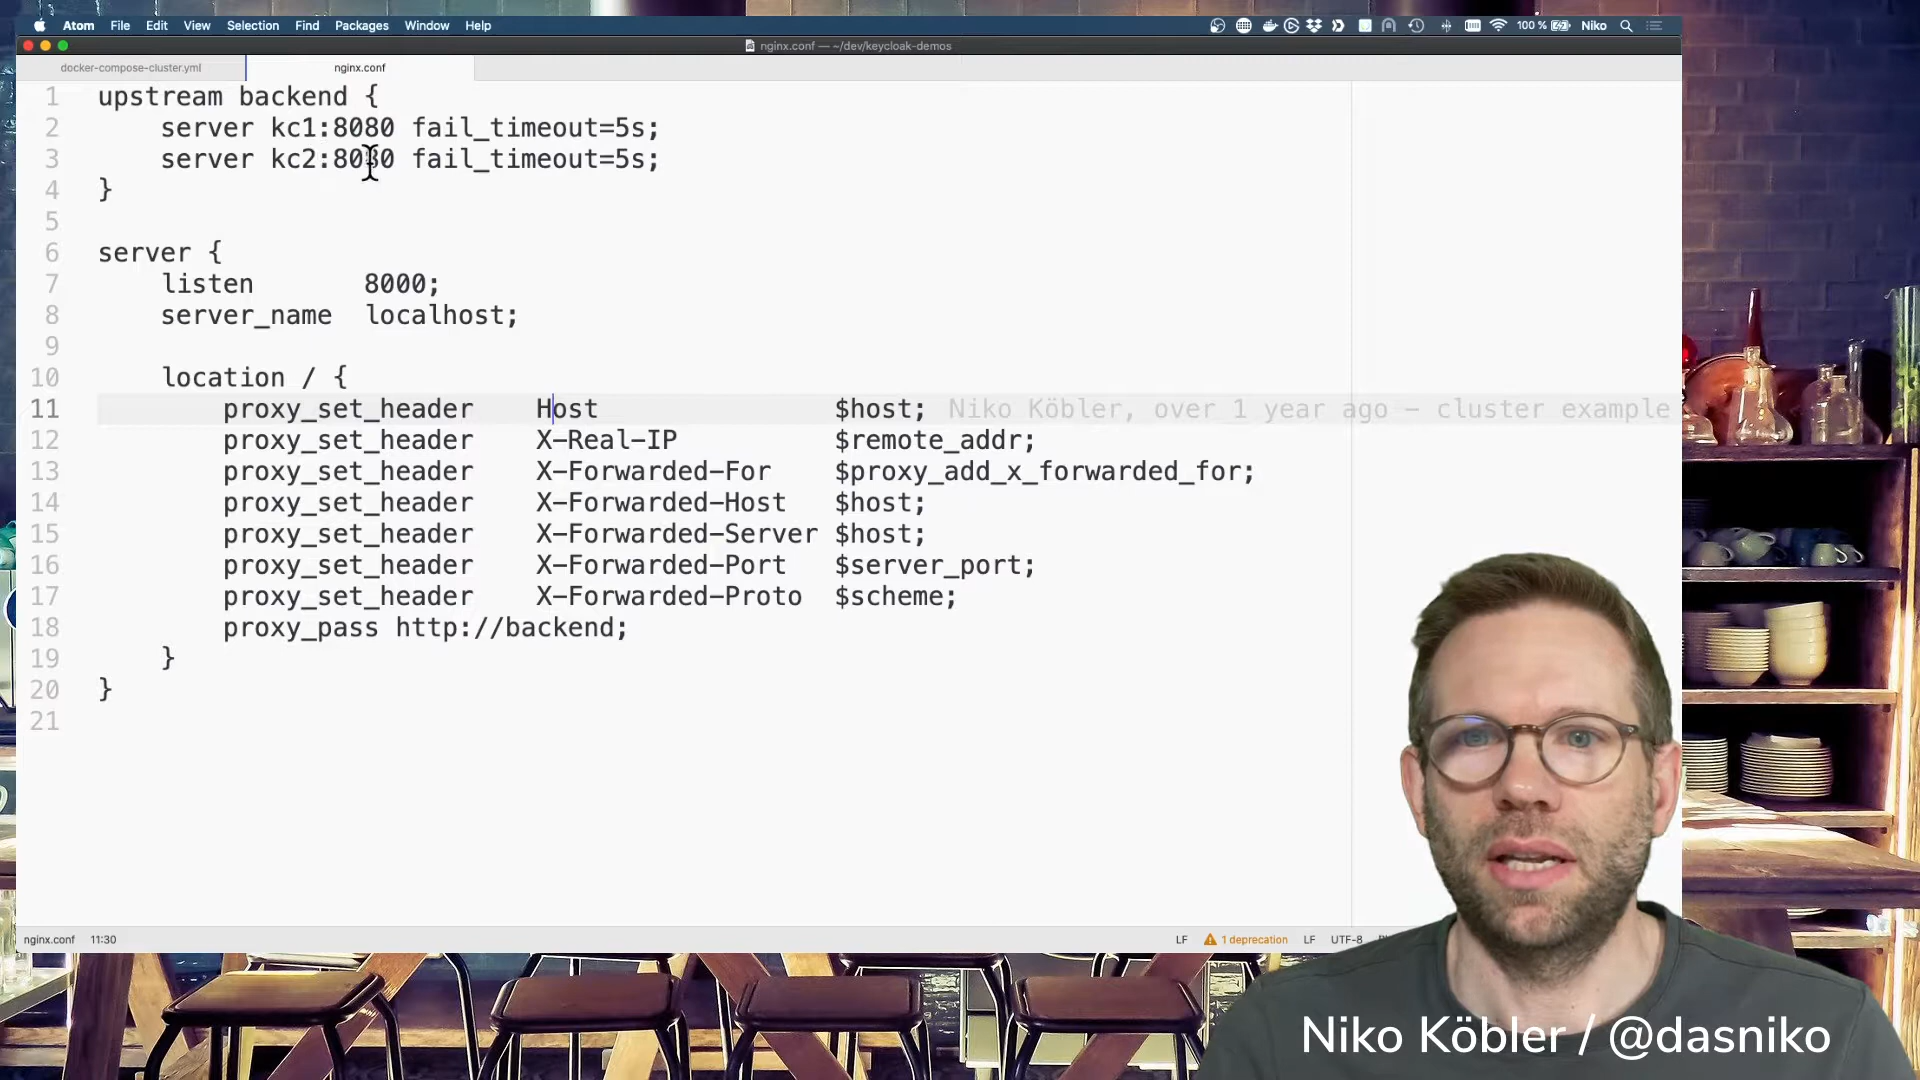 Atom File Edit View Selection Find Packages Window Help 100 % Niko
nginx.conf — ~/dev/keycloak-demos
docker-compose-cluster.yml nginx.conf
1 upstream backend {
2 server kc1:8080 fail_timeout=5s;
3 server kc2:8080 fail_timeout=5s;
4 }
5
6 server {
7 listen 8000;
8 server_name localhost;
9
10 location / {
11 proxy_set_header Host $host; Niko Köbler, over 1 year ago — cluster example
12 proxy_set_header X-Real-IP $remote_addr;
13 proxy_set_header X-Forwarded-For $proxy_add_x_forwarded_for;
14 proxy_set_header X-Forwarded-Host $host;
15 proxy_set_header X-Forwarded-Server $host;
16 proxy_set_header X-Forwarded-Port $server_port;
17 proxy_set_header X-Forwarded-Proto $scheme;
18 proxy_pass http://backend;
19 }
20 }
21
nginx.conf 11:30 LF 1 deprecation LF UTF-8
Niko Köbler / @dasniko